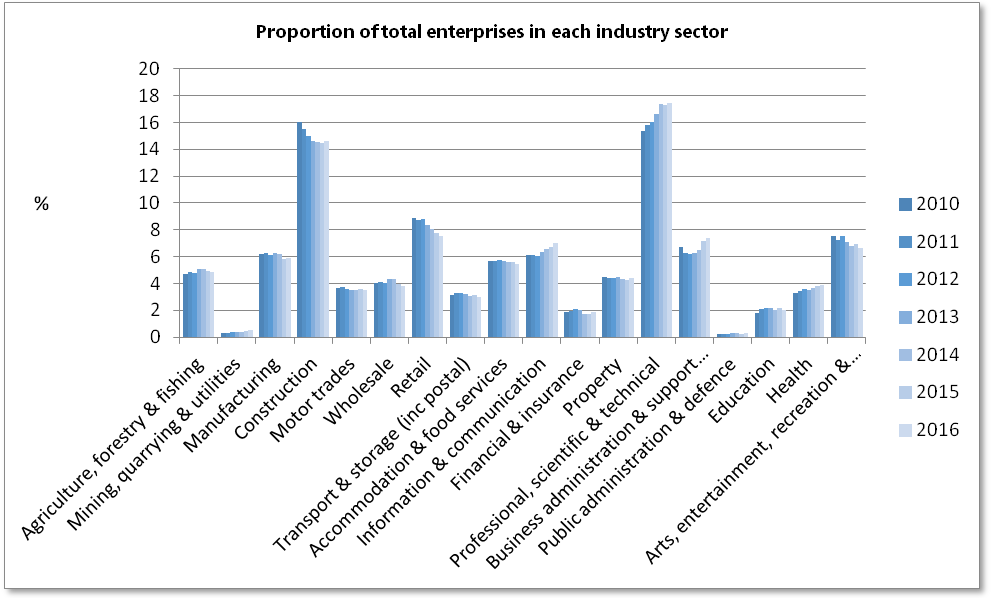 Proportion of total enterprises in each industry sector
%
20
18
16
14
12
10
8
6
4
2
0
Agriculture, forestry & fishing
Mining, quarrying & utilities
Manufacturing
Construction
Motor trades
Wholesale
Retail
Transport & storage (inc postal)
Accommodation & food services
Information & communication
Financial & insurance
Property
Professional, scientific & technical
Business administration & support...
Public administration & defence
Education
Health
Arts, entertainment, recreation &...
2010
2011
2012
2013
2014
2015
2016